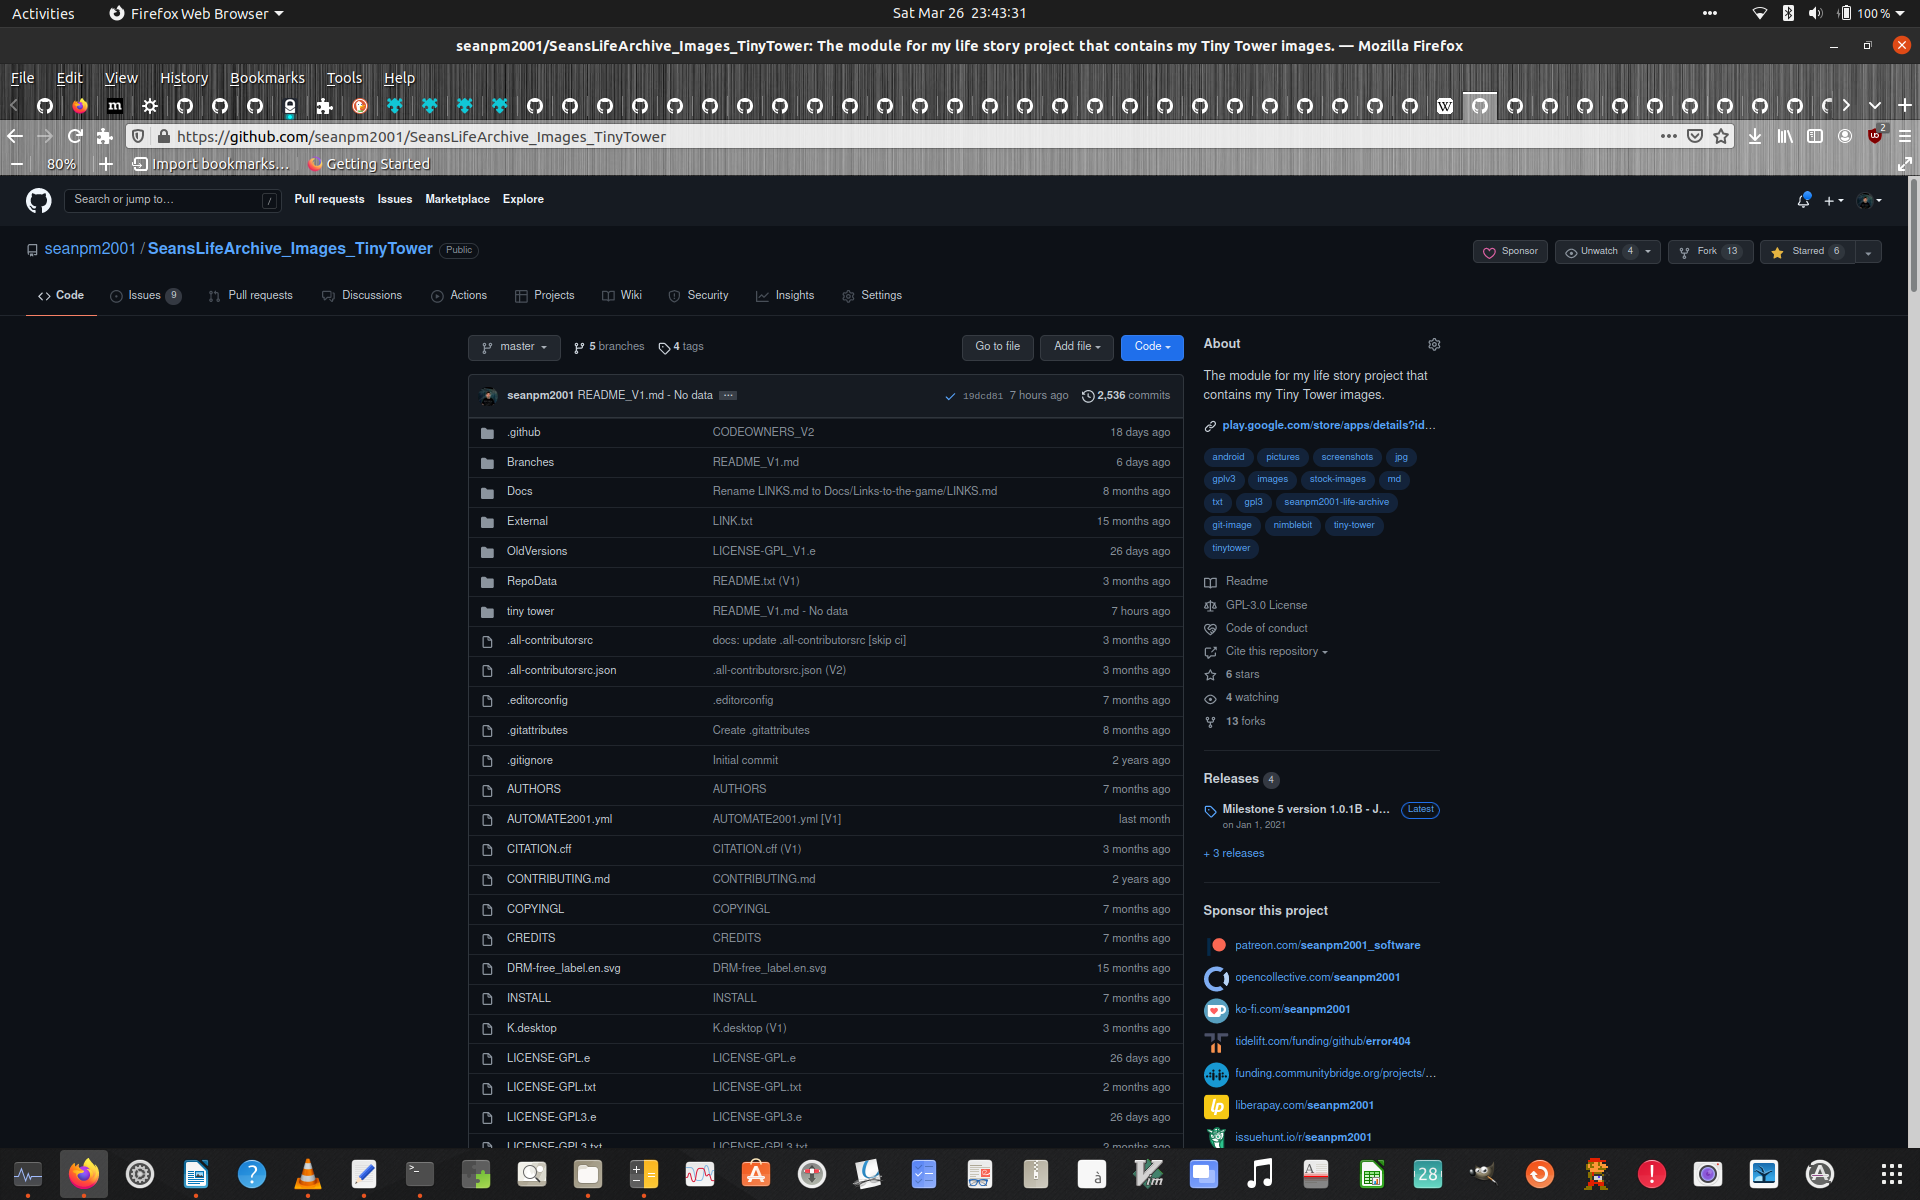 Activities Firefox Web Browser Sat Mar 26 23:43:31 100 %
seanpm2001/SeansLifeArchive_Images_TinyTower: The module for my life story project that contains my Tiny Tower images. — Mozilla Firefox
File Edit View History Bookmarks Tools Help
https://github.com/seanpm2001/SeansLifeArchive_Images_TinyTower 2
80% Import bookmarks... Getting Started
Search or jump to... / Pull requests Issues Marketplace Explore
seanpm2001 / SeansLifeArchive_Images_TinyTower Public Sponsor Unwatch 4 Fork 13 Starred 6
Code Issues 9 Pull requests Discussions Actions Projects Wiki Security Insights Settings
master 5 branches 4 tags Go to file Add file Code
seanpm2001 README_V1.md - No data ... 19dcd81 7 hours ago 2,536 commits
.github CODEOWNERS_V2 18 days ago
Branches README_V1.md 6 days ago
Docs Rename LINKS.md to Docs/Links-to-the-game/LINKS.md 8 months ago
External LINK.txt 15 months ago
OldVersions LICENSE-GPL_V1.e 26 days ago
RepoData README.txt (V1) 3 months ago
tiny tower README_V1.md - No data 7 hours ago
.all-contributorsrc docs: update .all-contributorsrc [skip ci] 3 months ago
.all-contributorsrc.json .all-contributorsrc.json (V2) 3 months ago
.editorconfig .editorconfig 7 months ago
.gitattributes Create .gitattributes 8 months ago
.gitignore Initial commit 2 years ago
AUTHORS AUTHORS 7 months ago
AUTOMATE2001.yml AUTOMATE2001.yml [V1] last month
CITATION.cff CITATION.cff (V1) 3 months ago
CONTRIBUTING.md CONTRIBUTING.md 2 years ago
COPYINGL COPYINGL 7 months ago
CREDITS CREDITS 7 months ago
DRM-free_label.en.svg DRM-free_label.en.svg 15 months ago
INSTALL INSTALL 7 months ago
K.desktop K.desktop (V1) 3 months ago
LICENSE-GPL.e LICENSE-GPL.e 26 days ago
LICENSE-GPL.txt LICENSE-GPL.txt 2 months ago
LICENSE-GPL3.e LICENSE-GPL3.e 26 days ago
LICENSE-GPL3.txt LICENSE-GPL3.txt 2 months ago
About
The module for my life story project that
contains my Tiny Tower images.
play.google.com/store/apps/details?id...
android pictures screenshots jpg
gplv3 images stock-images md
txt gpl3 seanpm2001-life-archive
git-image nimblebit tiny-tower
tinytower
Readme
GPL-3.0 License
Code of conduct
Cite this repository
6 stars
4 watching
13 forks
Releases 4
Milestone 5 version 1.0.1B - J... Latest
on Jan 1, 2021
+ 3 releases
Sponsor this project
patreon.com/seanpm2001_software
opencollective.com/seanpm2001
ko-fi.com/seanpm2001
tidelift.com/funding/github/error404
funding.communitybridge.org/projects/...
liberapay.com/seanpm2001
issuehunt.io/r/seanpm2001
28